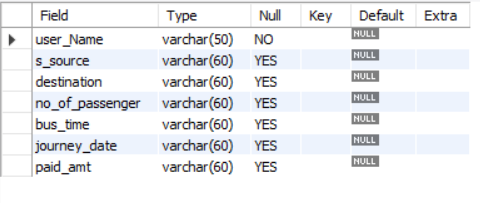 Field Type Null Key Default Extra
user_Name varchar(50) NO NULL
s_source varchar(60) YES NULL
destination varchar(60) YES NULL
no_of_passenger varchar(60) YES NULL
bus_time varchar(60) YES NULL
journey_date varchar(60) YES NULL
paid_amt varchar(60) YES NULL